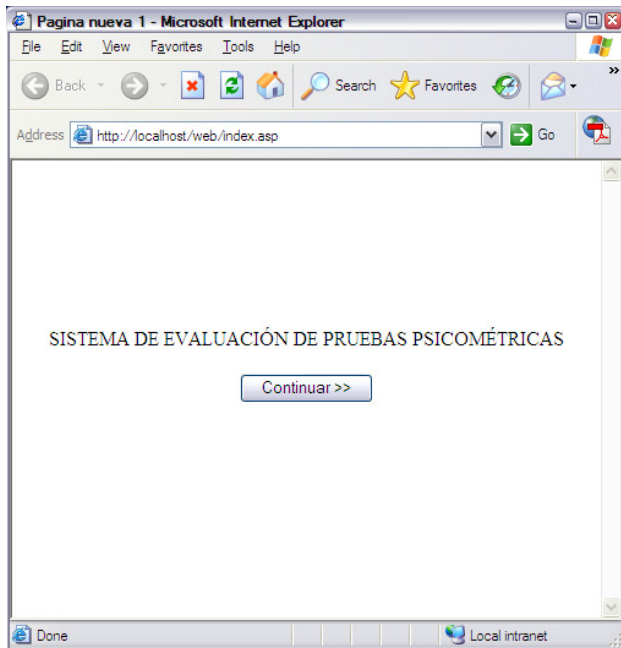 Pagina nueva 1 - Microsoft Internet Explorer
File Edit View Favorites Tools Help
Back Search Favorites »
Address http://localhost/web/index.asp Go
SISTEMA DE EVALUACIÓN DE PRUEBAS PSICOMÉTRICAS
Continuar >>
Done Local intranet